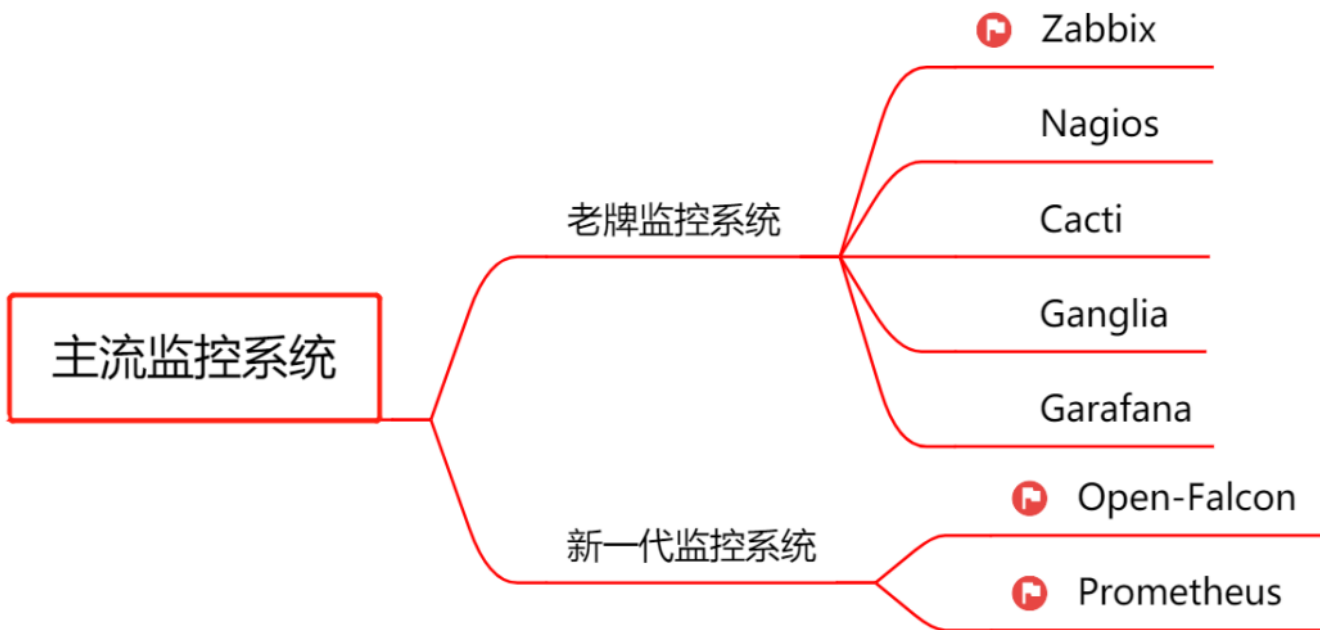 主流监控系统
老牌监控系统
Zabbix
Nagios
Cacti
Ganglia
Garafana
新一代监控系统
Open-Falcon
Prometheus